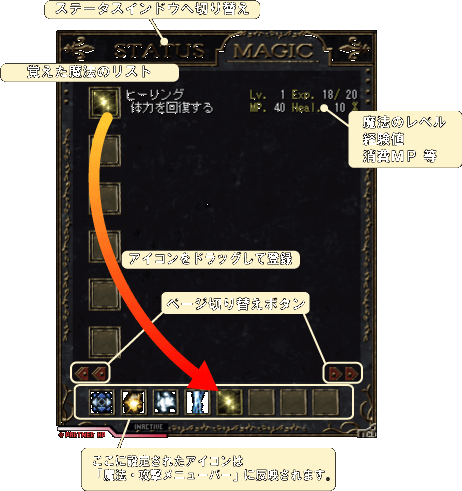 ステータスインドウへ切り替え
STATUS
MAGIC
覚えた魔法のリスト
ヒーリング
体力を回復する
Lv. 1 Exp. 18/ 20
MP. 40 Heal. 10 %
魔法のレベル
経験値
消費MP 等
アイコンをドラッグして登録
ページ切り替えボタン
INACTIVE
ここに設定されたアイコンは
「魔法・攻撃メニューバー」に反映されます。